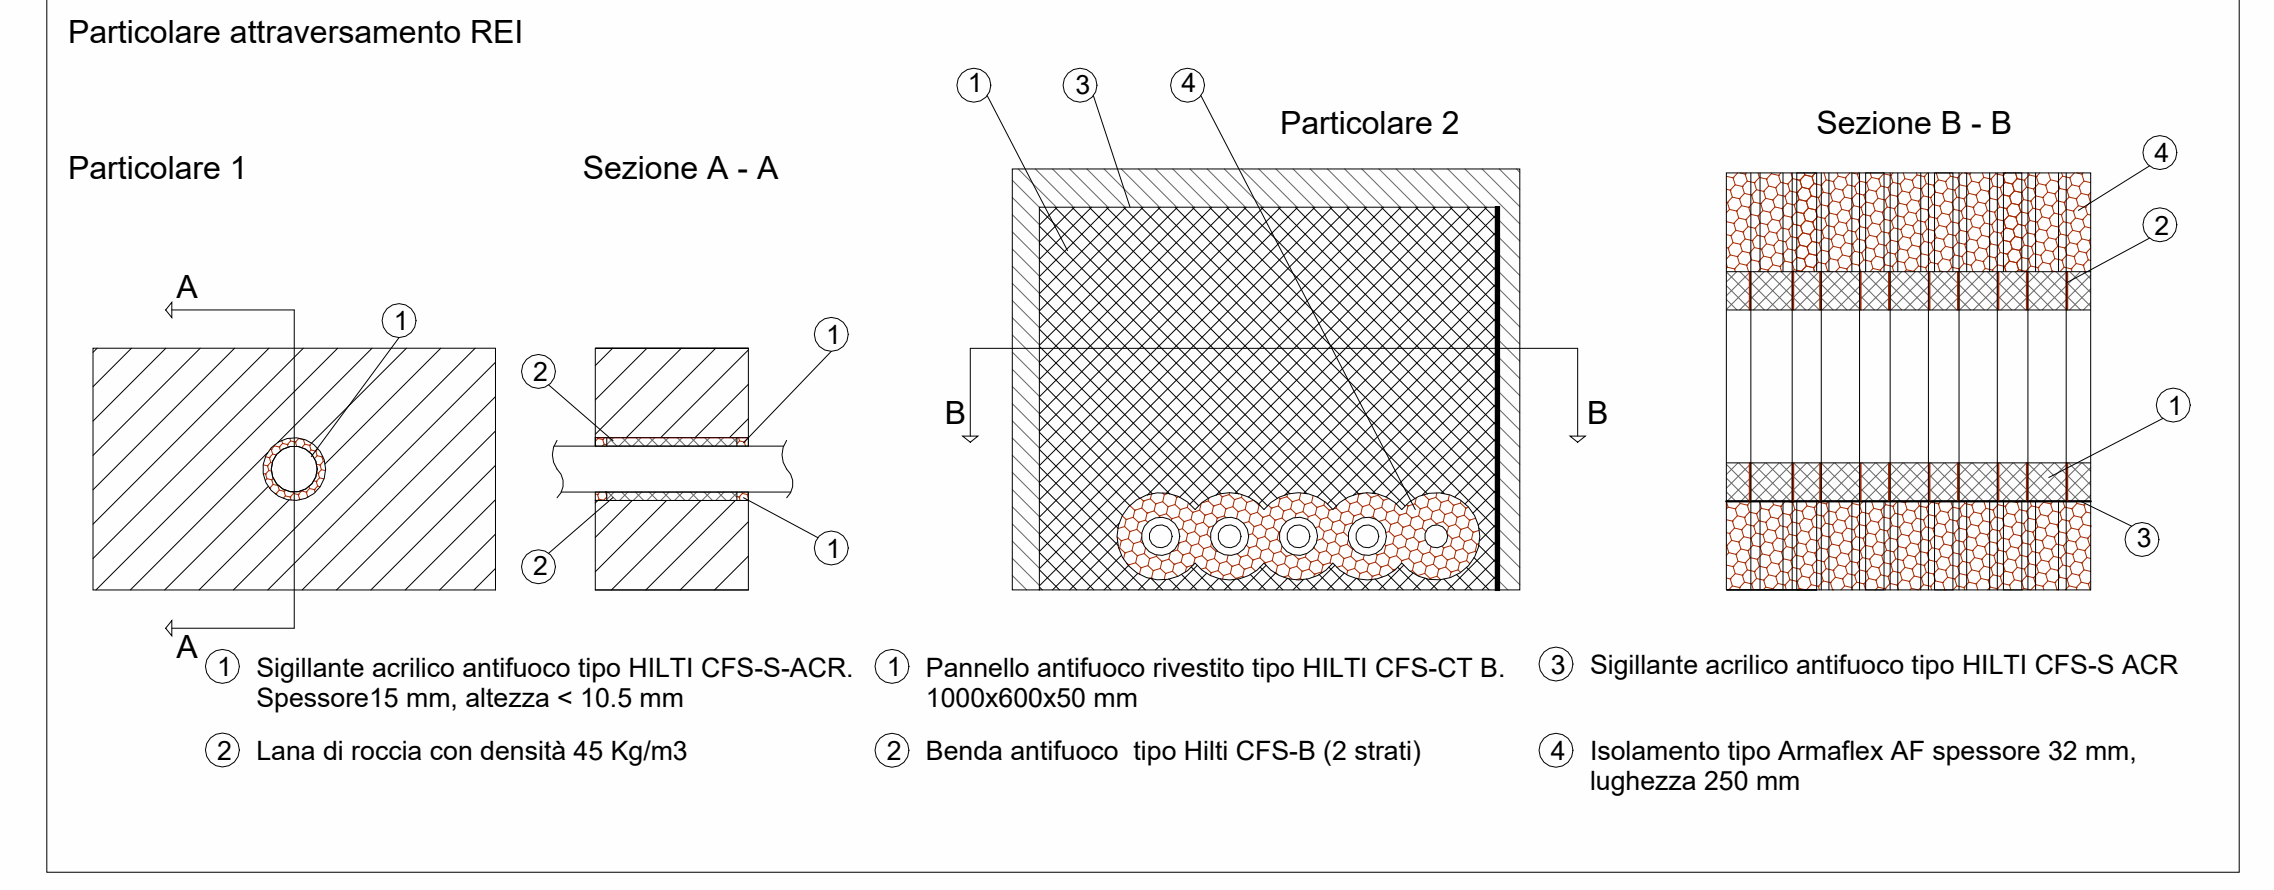 Particolare attraversamento REI
1
3
4
Particolare 2
Sezione B - B
4
Particolare 1
Sezione A - A
2
A
1
1
2
B
B
1
2
1
3
A
1 Sigillante acrilico antifuoco tipo HILTI CFS-S-ACR.
Spessore15 mm, altezza < 10.5 mm
2 Lana di roccia con densità 45 Kg/m3
1 Pannello antifuoco rivestito tipo HILTI CFS-CT B.
1000x600x50 mm
2 Benda antifuoco  tipo Hilti CFS-B (2 strati)
3 Sigillante acrilico antifuoco tipo HILTI CFS-S ACR
4 Isolamento tipo Armaflex AF spessore 32 mm,
lughezza 250 mm